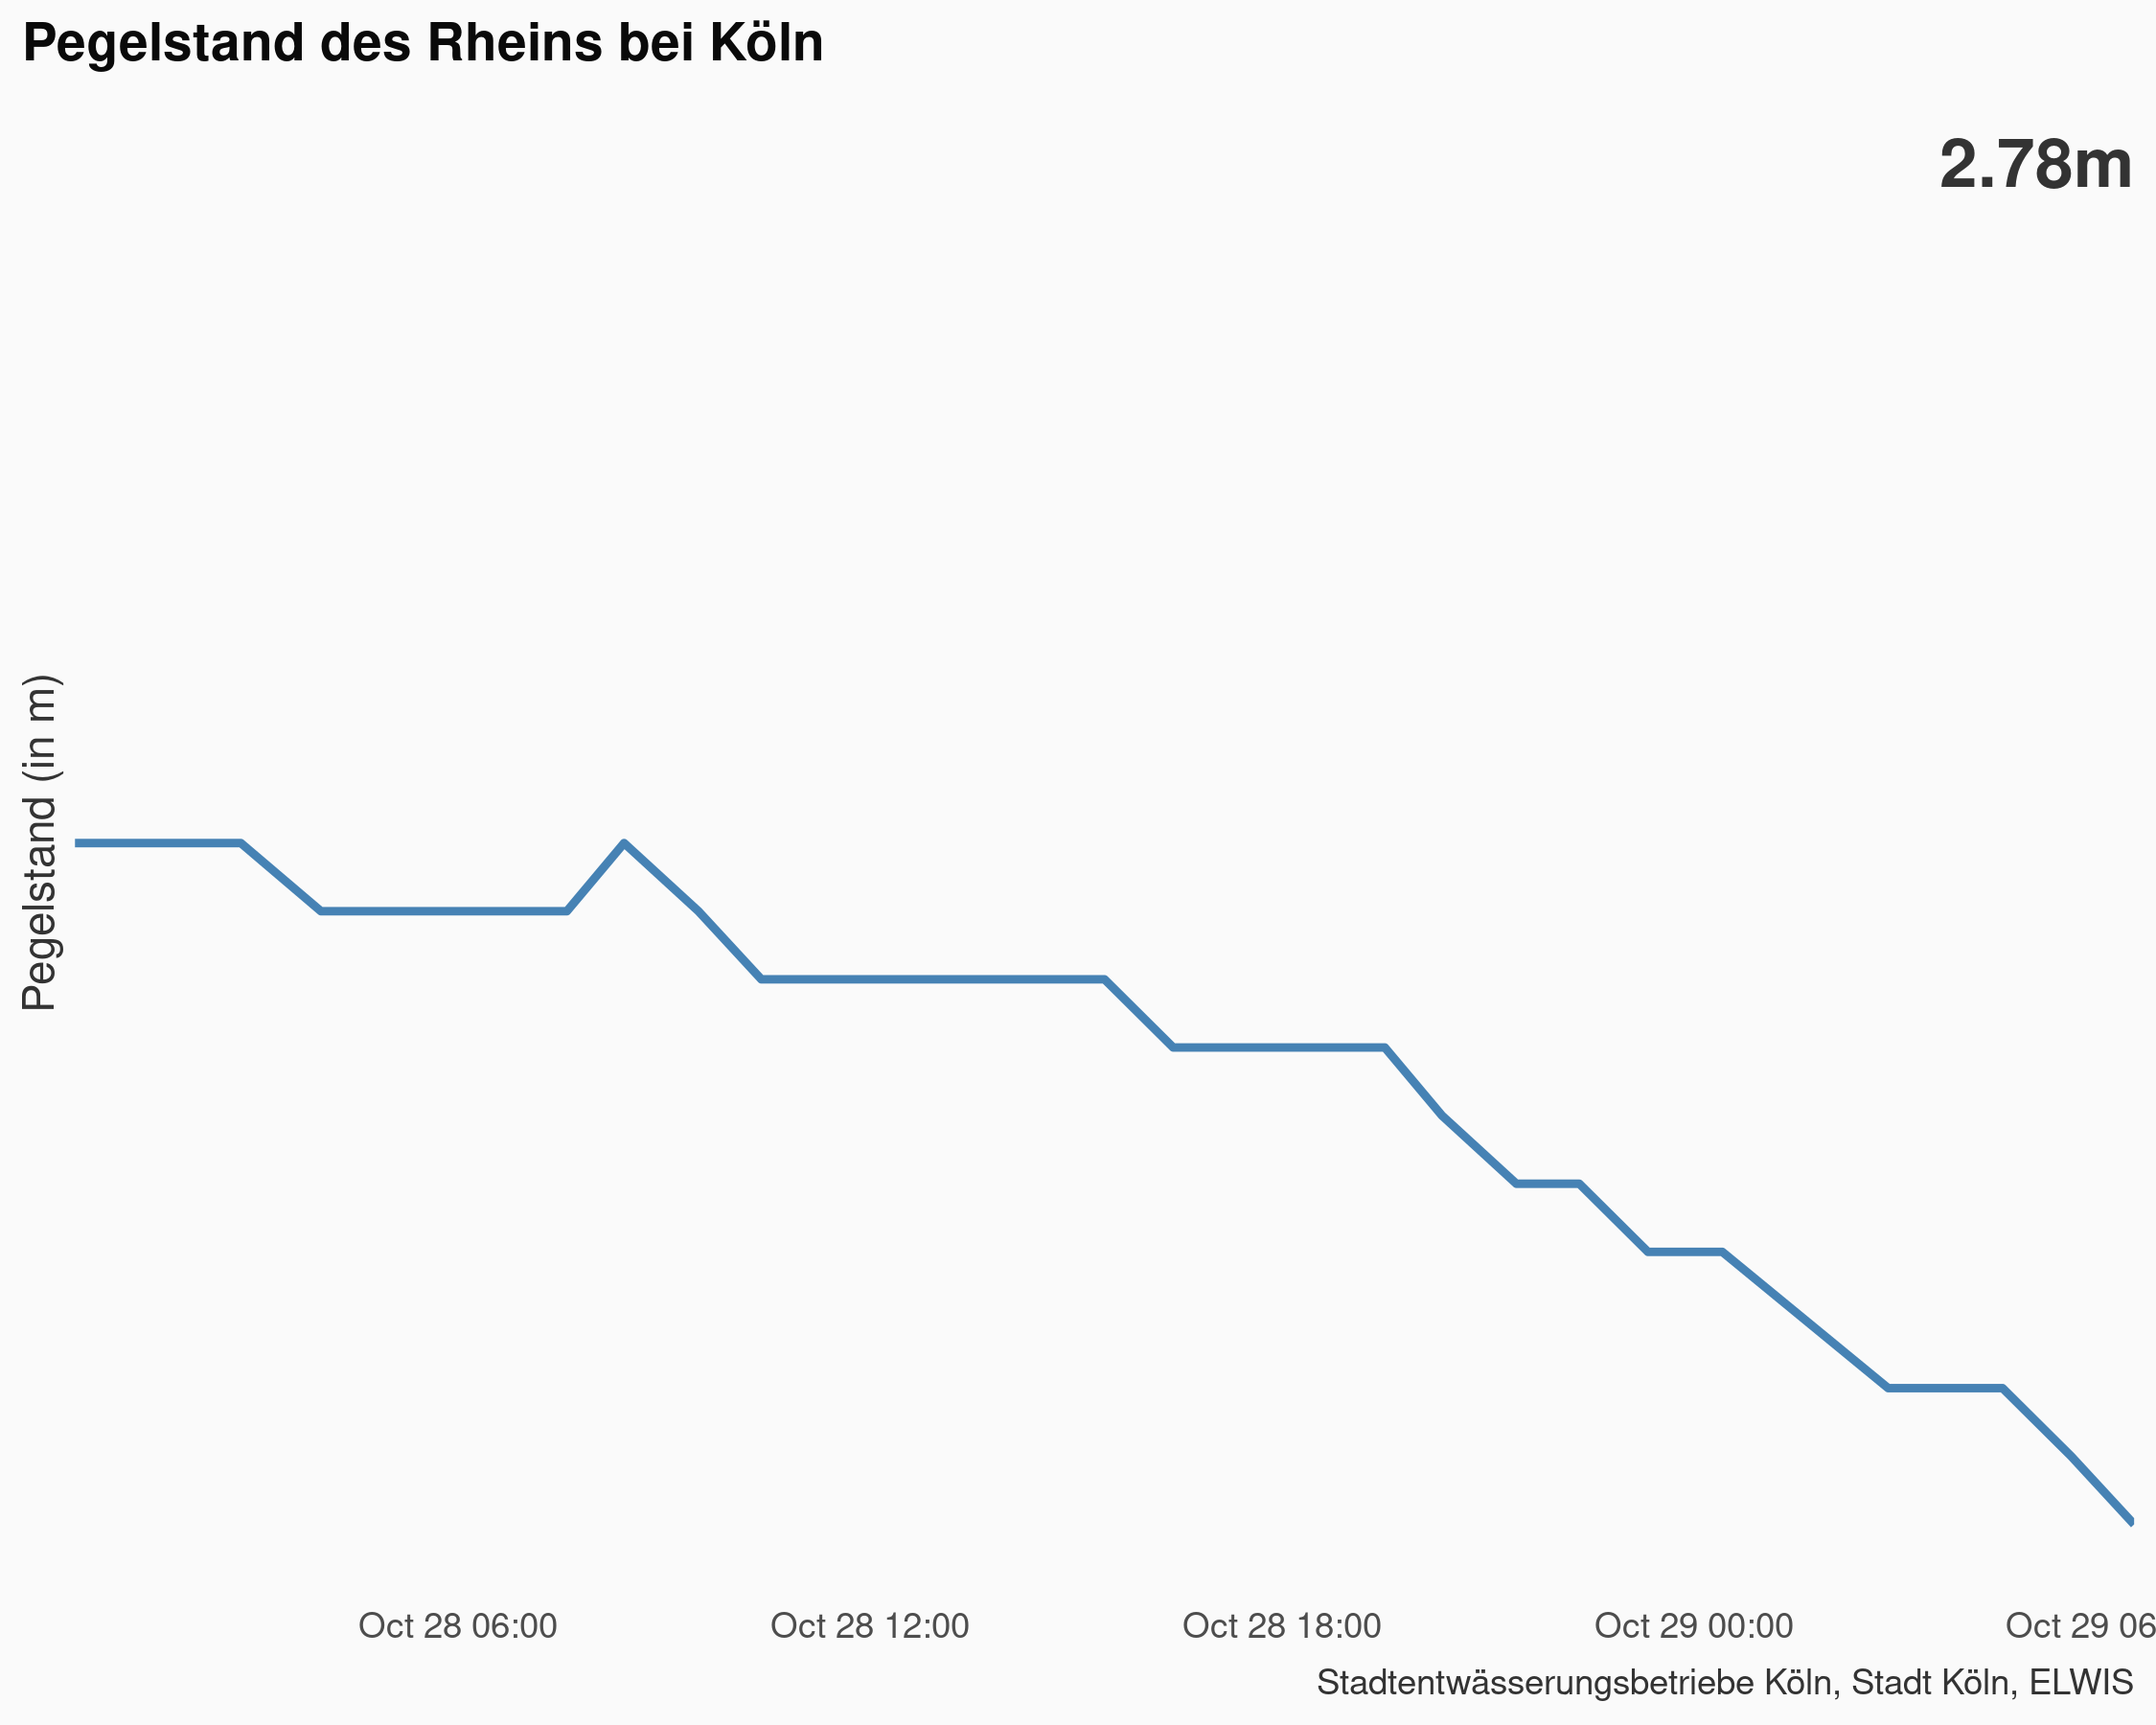 Pegelstand des Rheins bei Köln
2.78m
Pegelstand (in m)
Oct 28 06:00
Oct 28 12:00
Oct 28 18:00
Oct 29 00:00
Oct 29 06
Stadtentwässerungsbetriebe Köln, Stadt Köln, ELWIS